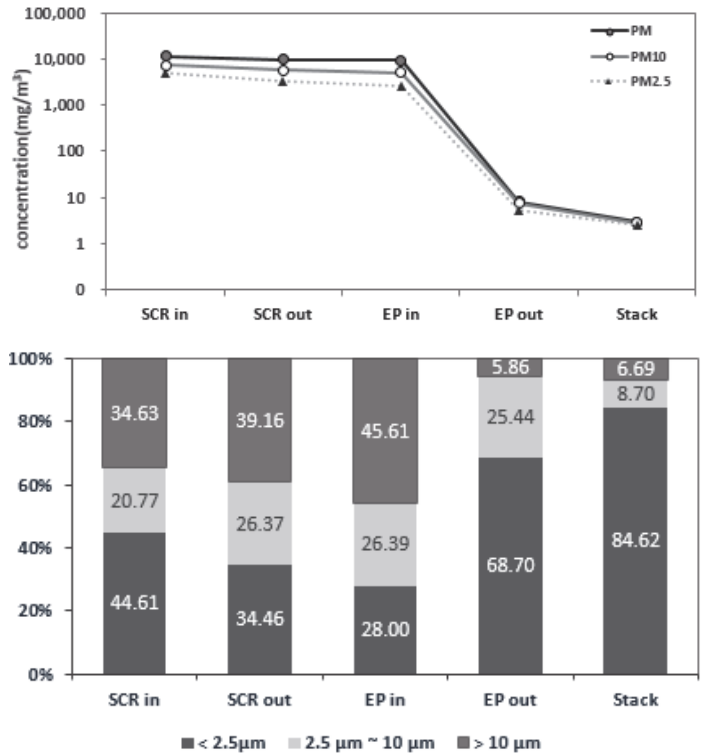 100,000
10,000
1,000
100
10
1
0
concentration(mg/m³)
PM
PM10
PM2.5
SCR in SCR out EP in EP out Stack
100%
80%
60%
40%
20%
0%
34.63 39.16 45.61 5.86 6.69
20.77 26.37 26.39 25.44 8.70
44.61 34.46 28.00 68.70 84.62
SCR in SCR out EP in EP out Stack
< 2.5µm 2.5 µm ~ 10 µm > 10 µm